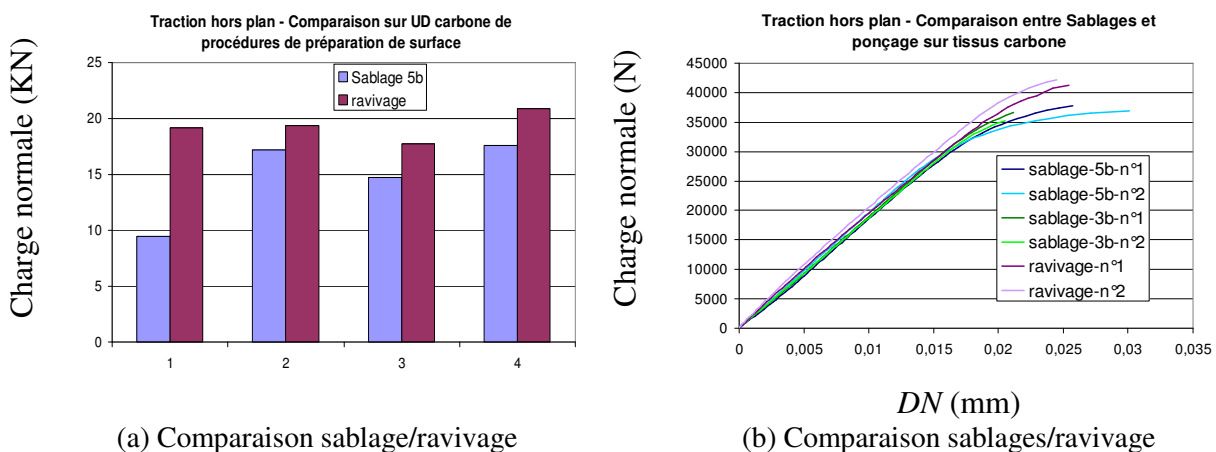 Traction hors plan - Comparaison sur UD carbone de
procédures de préparation de surface
Charge normale (KN)
25
20
15
10
5
0
Sablage 5b
ravivage
1 2 3 4
(a) Comparaison sablage/ravivage
Traction hors plan - Comparaison entre Sablages et
ponçage sur tissus carbone
Charge normale (N)
45000
40000
35000
30000
25000
20000
15000
10000
5000
0
sablage-5b-n°1
sablage-5b-n°2
sablage-3b-n°1
sablage-3b-n°2
ravivage-n°1
ravivage-n°2
0 0,005 0,01 0,015 0,02 0,025 0,03 0,035
DN (mm)
(b) Comparaison sablages/ravivage